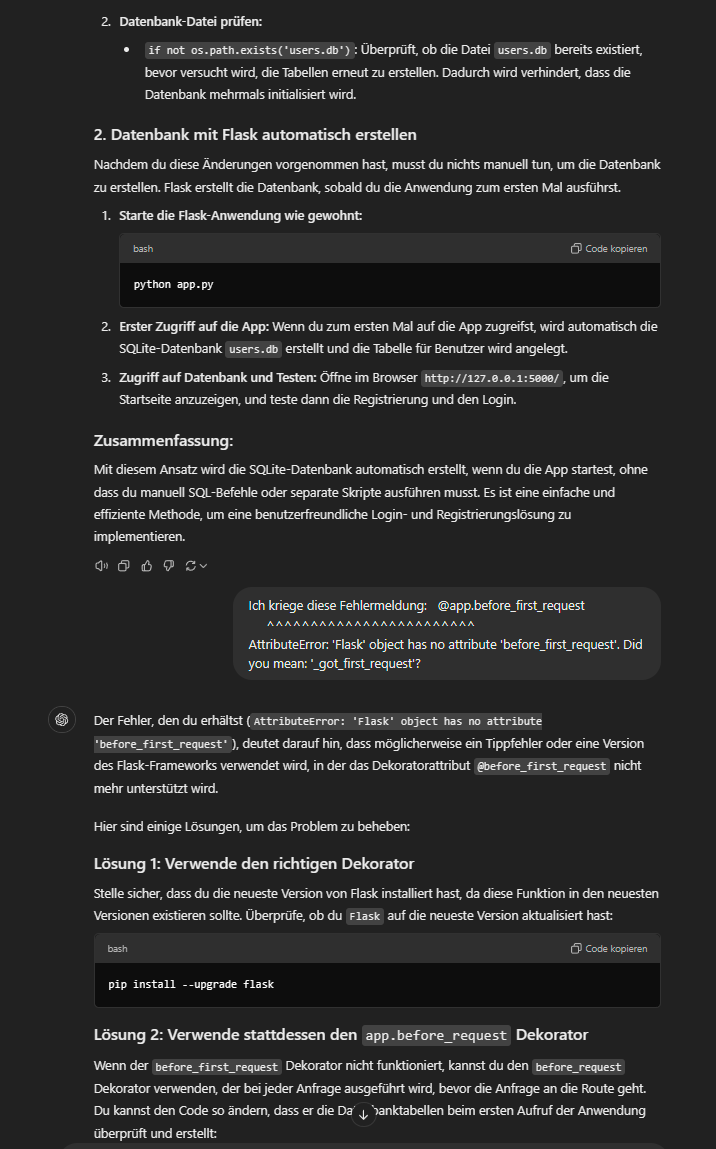 2. Datenbank-Datei prüfen:
• if not os.path.exists('users.db'): Überprüft, ob die Datei users.db bereits existiert,
bevor versucht wird, die Tabellen erneut zu erstellen. Dadurch wird verhindert, dass die
Datenbank mehrmals initialisiert wird.
2. Datenbank mit Flask automatisch erstellen
Nachdem du diese Änderungen vorgenommen hast, musst du nichts manuell tun, um die Datenbank
zu erstellen. Flask erstellt die Datenbank, sobald du die Anwendung zum ersten Mal ausführst.
1. Starte die Flask-Anwendung wie gewohnt:
bash Code kopieren
python app.py
2. Erster Zugriff auf die App: Wenn du zum ersten Mal auf die App zugreifst, wird automatisch die
SQLite-Datenbank users.db erstellt und die Tabelle für Benutzer wird angelegt.
3. Zugriff auf Datenbank und Testen: Öffne im Browser http://127.0.0.1:5000/, um die
Startseite anzuzeigen, und teste dann die Registrierung und den Login.
Zusammenfassung:
Mit diesem Ansatz wird die SQLite-Datenbank automatisch erstellt, wenn du die App startest, ohne
dass du manuell SQL-Befehle oder separate Skripte ausführen musst. Es ist eine einfache und
effiziente Methode, um eine benutzerfreundliche Login- und Registrierungslösung zu
implementieren.
Ich kriege diese Fehlermeldung: @app.before_first_request
^^^^^^^^^^^^^^^^^^^^^^^^
AttributeError: 'Flask' object has no attribute 'before_first_request'. Did
you mean: '_got_first_request'?
Der Fehler, den du erhältst (AttributeError: 'Flask' object has no attribute
'before_first_request'), deutet darauf hin, dass möglicherweise ein Tippfehler oder eine Version
des Flask-Frameworks verwendet wird, in der das Dekoratorattribut @before_first_request nicht
mehr unterstützt wird.
Hier sind einige Lösungen, um das Problem zu beheben:
Lösung 1: Verwende den richtigen Dekorator
Stelle sicher, dass du die neueste Version von Flask installiert hast, da diese Funktion in den neuesten
Versionen existieren sollte. Überprüfe, ob du Flask auf die neueste Version aktualisiert hast:
bash Code kopieren
pip install --upgrade flask
Lösung 2: Verwende stattdessen den app.before_request Dekorator
Wenn der before_first_request Dekorator nicht funktioniert, kannst du den before_request
Dekorator verwenden, der bei jeder Anfrage ausgeführt wird, bevor die Anfrage an die Route geht.
Du kannst den Code so ändern, dass er die banktabellen beim ersten Aufruf der Anwendung
überprüft und erstellt: